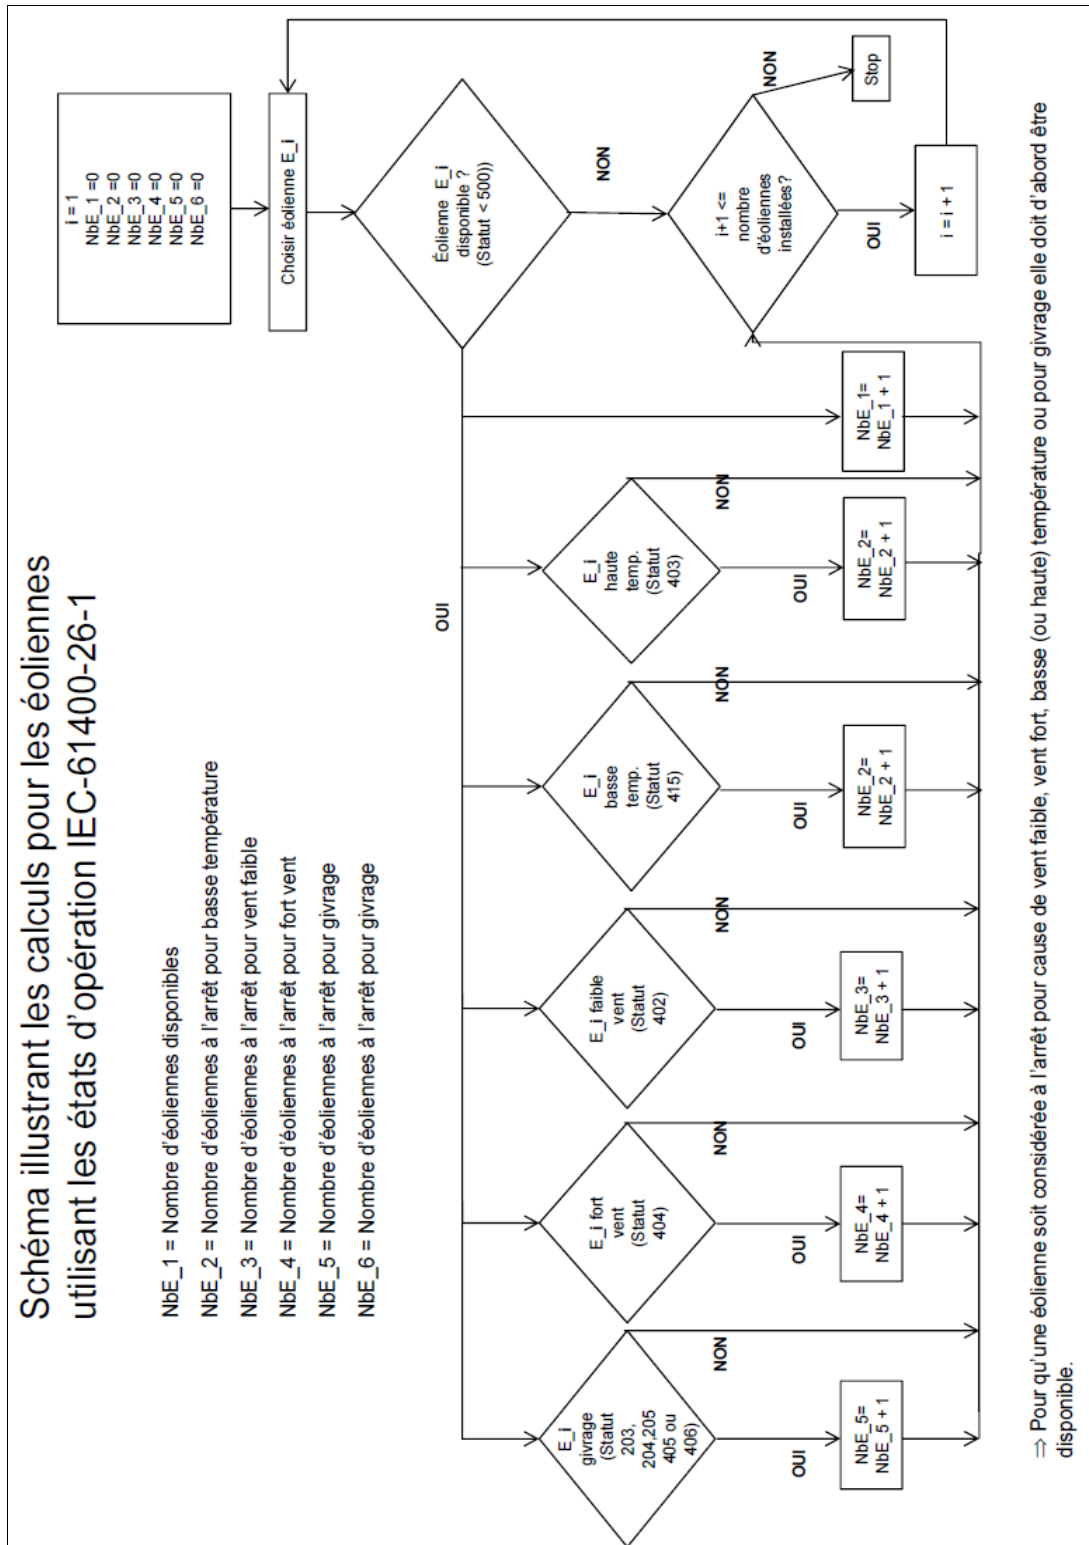 Schéma illustrant les calculs pour les éoliennes
utilisant les états d'opération IEC-61400-26-1
NbE_1 = Nombre d'éoliennes disponibles
NbE_2 = Nombre d'éoliennes à l'arrêt pour basse température
NbE_3 = Nombre d'éoliennes à l'arrêt pour vent faible
NbE_4 = Nombre d'éoliennes à l'arrêt pour fort vent
NbE_5 = Nombre d'éoliennes à l'arrêt pour givrage
NbE_6 = Nombre d'éoliennes à l'arrêt pour givrage
i = 1
NbE_1 =0
NbE_2 =0
NbE_3 =0
NbE_4 =0
NbE_5 =0
NbE_6 =0
Choisir éolienne E_i
Éolienne E_i
disponible ?
(Statut < 500))
OUI
NON
E_i
givrage
(Statut
203,
204,205
405 ou
406)
NON
OUI
NbE_5=
NbE_5 + 1
E_i fort
vent
(Statut
404)
NON
OUI
NbE_4=
NbE_4 + 1
E_i faible
vent
(Statut
402)
NON
OUI
NbE_3=
NbE_3 + 1
E_i
basse
temp.
(Statut
415)
NON
OUI
NbE_2=
NbE_2 + 1
E_i
haute
temp.
(Statut
403)
NON
OUI
NbE_2=
NbE_2 + 1
NbE_1=
NbE_1 + 1
i+1 <=
nombre
d'éoliennes
installées?
NON
Stop
OUI
i = i + 1
⇒ Pour qu'une éolienne soit considérée à l'arrêt pour cause de vent faible, vent fort, basse (ou haute) température ou pour givrage elle doit d'abord être
disponible.